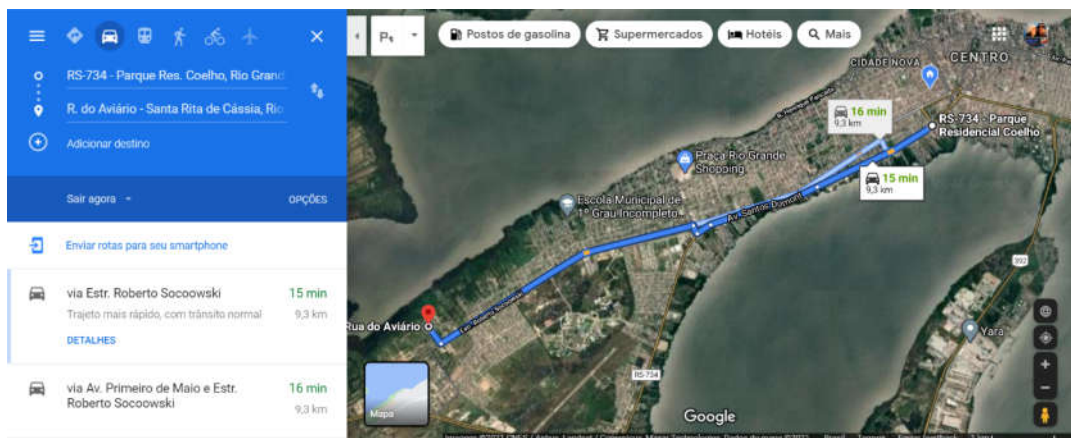 RS-734 - Parque Res. Coelho, Rio Grand
R. do Aviário - Santa Rita de Cássia, Rio
Adicionar destino
Sair agora
OPÇÕES
Enviar rotas para seu smartphone
via Estr. Roberto Socoowski
15 min
Trajeto mais rápido, com trânsito normal
9,3 km
DETALHES
via Av. Primeiro de Maio e Estr.
Roberto Socoowski
16 min
9,3 km
Postos de gasolina
Supermercados
Hotéis
Mais
CIDADE NOVA
CENTRO
16 min
9,3 km
RS-734 - Parque
Residencial Coelho
Praça Rio Grande
Shopping
15 min
9,3 km
Escola Municipal de
1º Grau Incompleto...
Av. Santos Dumont
Estr. Roberto Socoowski
392
Rua do Aviário
Yara
RS-734
Mapa
Google